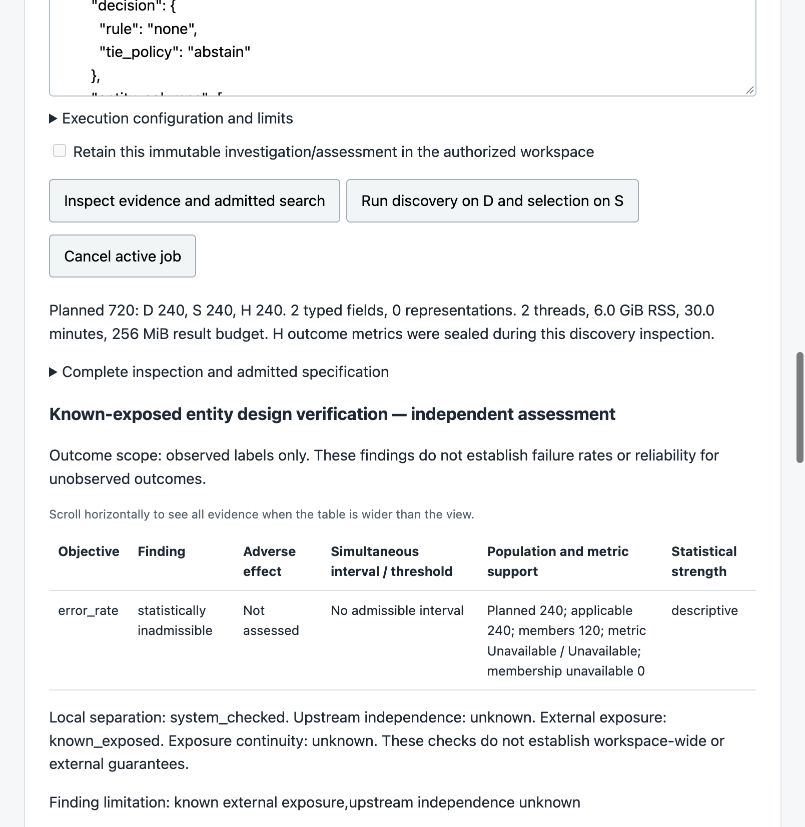 "decision": {
"rule": "none",
"tie_policy": "abstain"
},
▶ Execution configuration and limits
Retain this immutable investigation/assessment in the authorized workspace
Inspect evidence and admitted search
Run discovery on D and selection on S
Cancel active job
Planned 720: D 240, S 240, H 240. 2 typed fields, 0 representations. 2 threads, 6.0 GiB RSS, 30.0
minutes, 256 MiB result budget. H outcome metrics were sealed during this discovery inspection.
▶ Complete inspection and admitted specification
Known-exposed entity design verification — independent assessment
Outcome scope: observed labels only. These findings do not establish failure rates or reliability for
unobserved outcomes.
Scroll horizontally to see all evidence when the table is wider than the view.
Objective
Finding
Adverse
effect
Simultaneous
interval / threshold
Population and metric
support
Statistical
strength
error_rate
statistically
inadmissible
Not
assessed
No admissible interval
Planned 240; applicable
240; members 120; metric
Unavailable / Unavailable;
membership unavailable 0
descriptive
Local separation: system_checked. Upstream independence: unknown. External exposure:
known_exposed. Exposure continuity: unknown. These checks do not establish workspace-wide or
external guarantees.
Finding limitation: known external exposure,upstream independence unknown